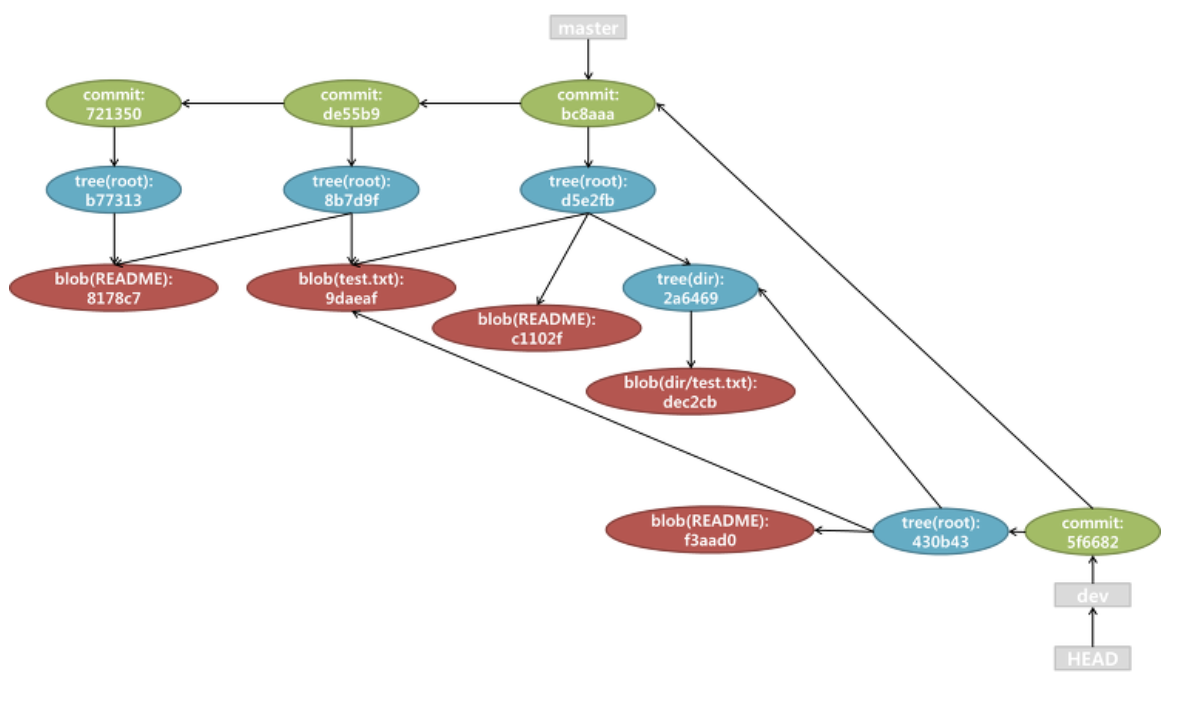 master
commit:
721350
commit:
de55b9
commit:
bc8aaa
tree(root):
b77313
tree(root):
8b7d9f
tree(root):
d5e2fb
blob(README):
8178c7
blob(test.txt):
9daeaf
tree(dir):
2a6469
blob(README):
c1102f
blob(dir/test.txt):
dec2cb
blob(README):
f3aad0
tree(root):
430b43
commit:
5f6682
dev
HEAD